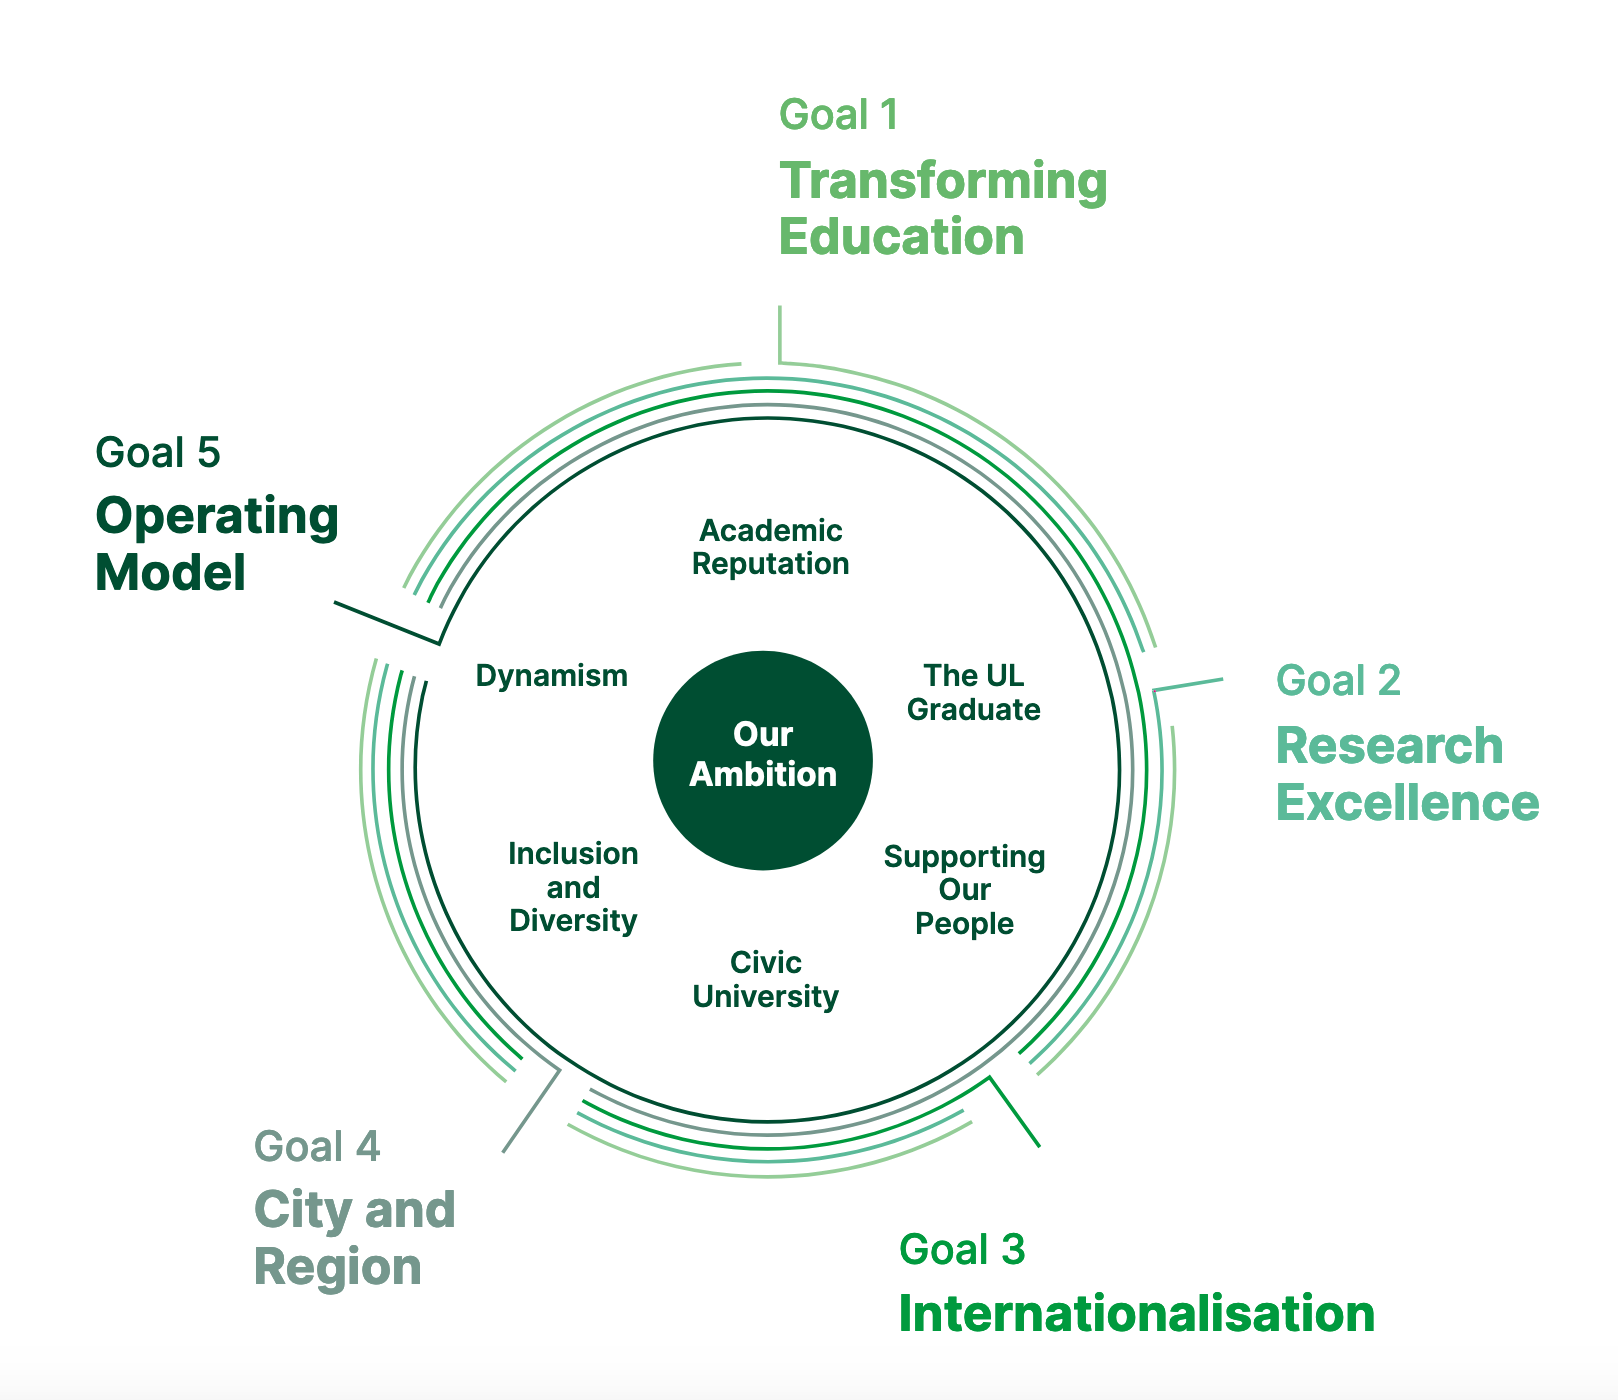 Goal 1
Transforming
Education
Goal 5
Operating
Model
Academic
Reputation
Dynamism
The UL
Graduate
Our
Ambition
Goal 2
Research
Excellence
Inclusion
and
Diversity
Supporting
Our
People
Civic
University
Goal 4
City and
Region
Goal 3
Internationalisation